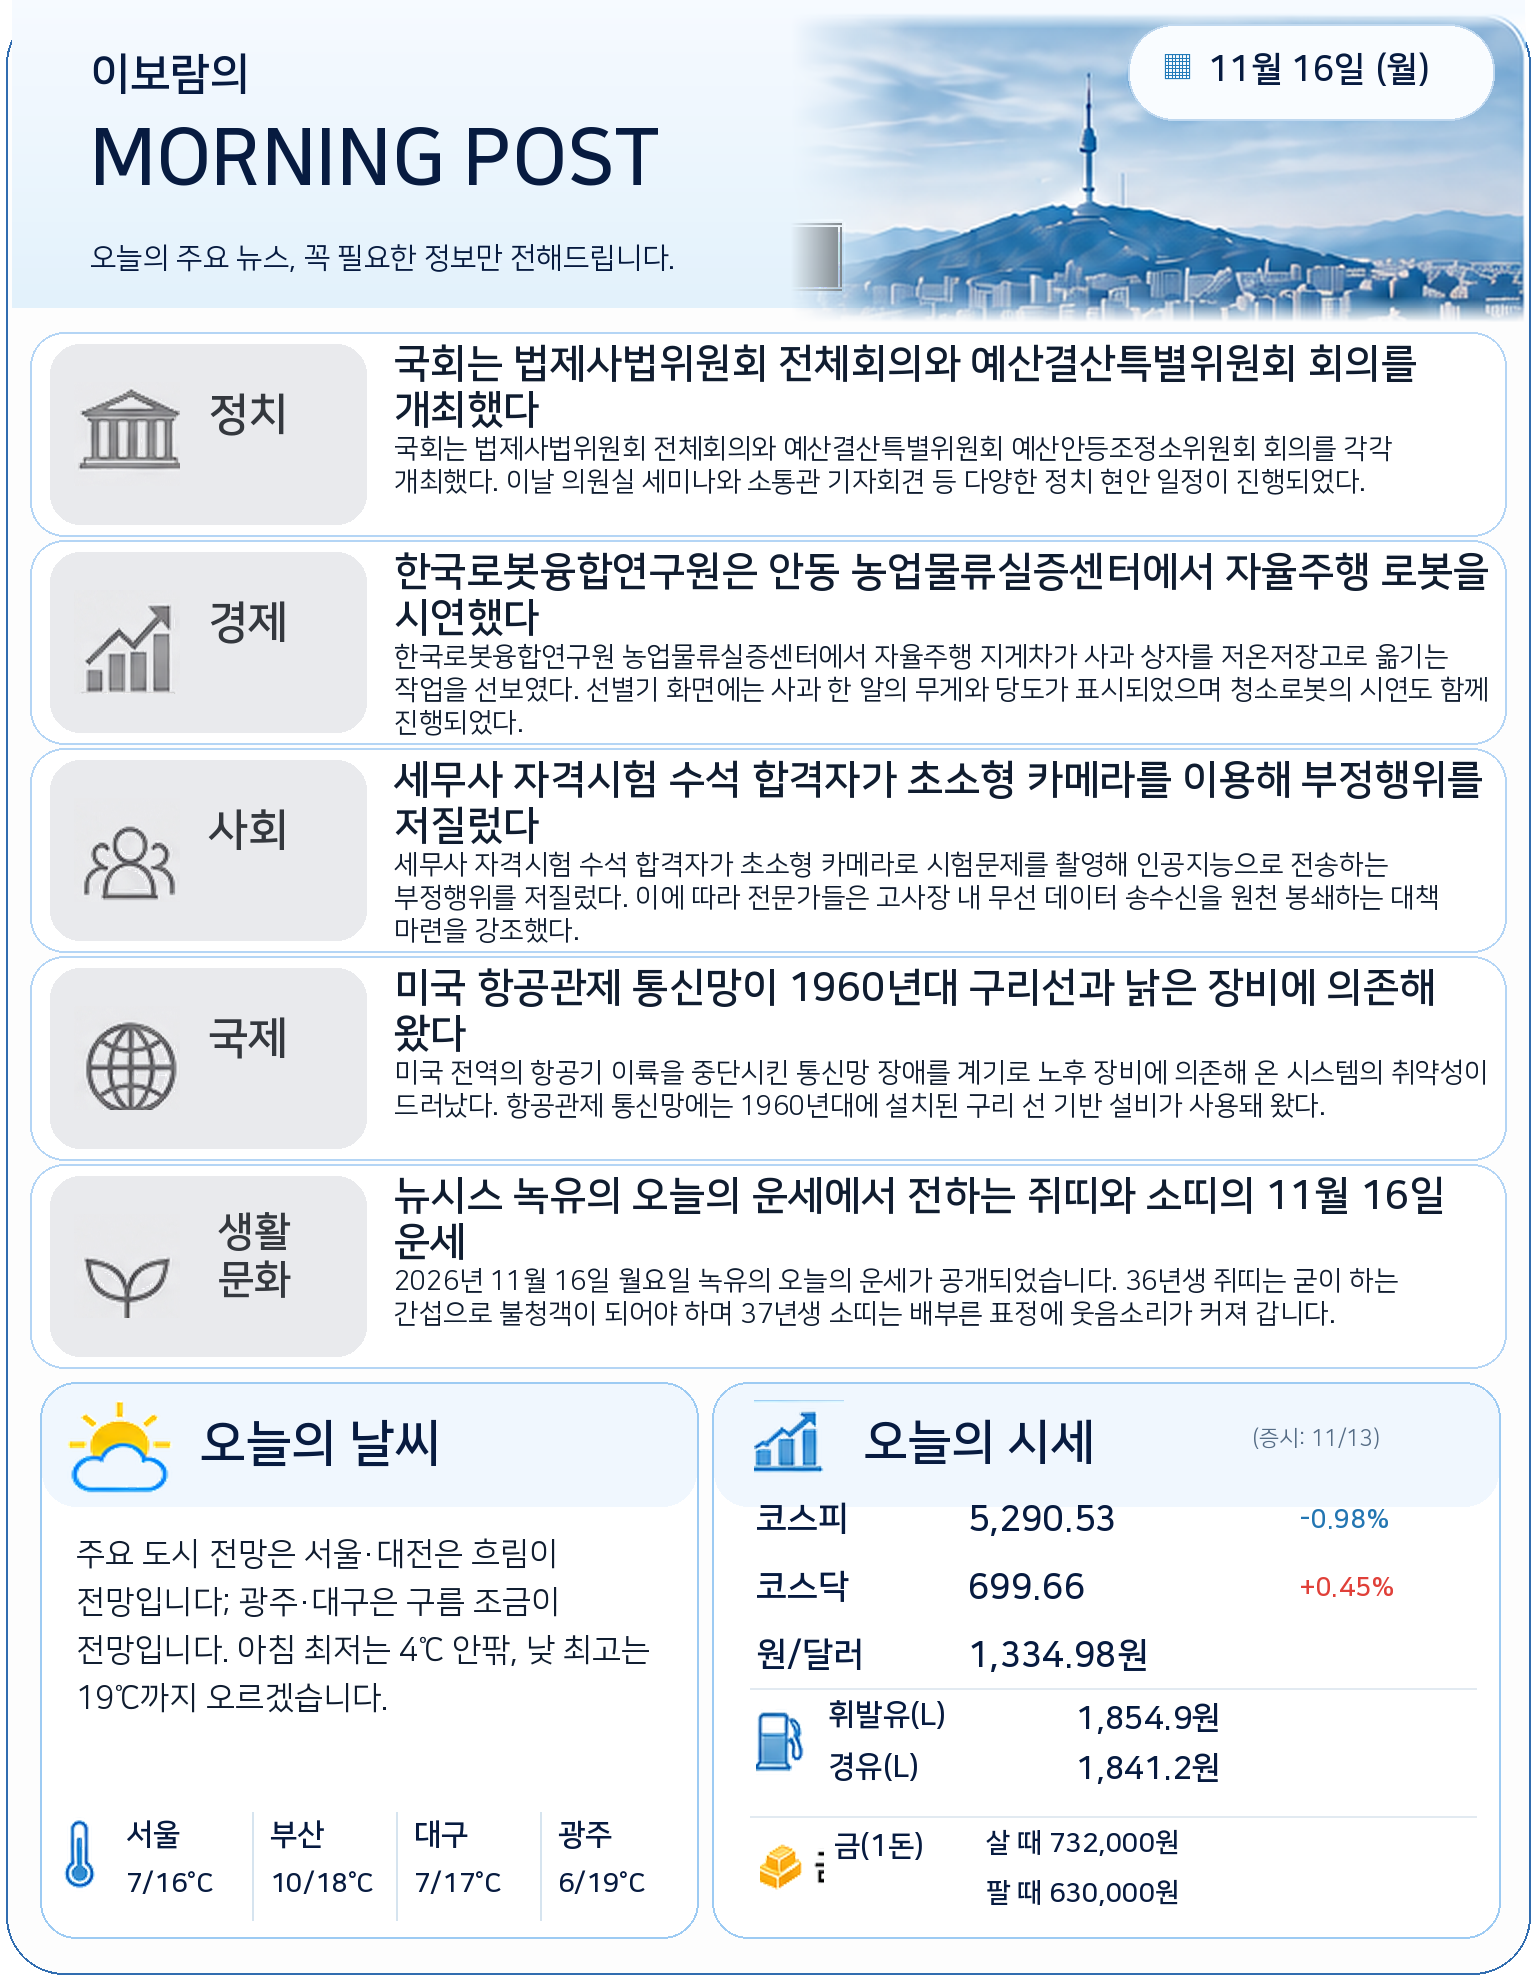 이보람의
MORNING POST
오늘의 주요 뉴스, 꼭 필요한 정보만 전해드립니다.
11월 16일 (월)
정치
국회는 법제사법위원회 전체회의와 예산결산특별위원회 회의를
개최했다
국회는 법제사법위원회 전체회의와 예산결산특별위원회 예산안등조정소위원회 회의를 각각
개최했다. 이날 의원실 세미나와 소통관 기자회견 등 다양한 정치 현안 일정이 진행되었다.
경제
한국로봇융합연구원은 안동 농업물류실증센터에서 자율주행 로봇을
시연했다
한국로봇융합연구원 농업물류실증센터에서 자율주행 지게차가 사과 상자를 저온저장고로 옮기는
작업을 선보였다. 선별기 화면에는 사과 한 알의 무게와 당도가 표시되었으며 청소로봇의 시연도 함께
진행되었다.
사회
세무사 자격시험 수석 합격자가 초소형 카메라를 이용해 부정행위를
저질렀다
세무사 자격시험 수석 합격자가 초소형 카메라로 시험문제를 촬영해 인공지능으로 전송하는
부정행위를 저질렀다. 이에 따라 전문가들은 고사장 내 무선 데이터 송수신을 원천 봉쇄하는 대책
마련을 강조했다.
국제
미국 항공관제 통신망이 1960년대 구리선과 낡은 장비에 의존해
왔다
미국 전역의 항공기 이륙을 중단시킨 통신망 장애를 계기로 노후 장비에 의존해 온 시스템의 취약성이
드러났다. 항공관제 통신망에는 1960년대에 설치된 구리 선 기반 설비가 사용돼 왔다.
생활
문화
뉴시스 녹유의 오늘의 운세에서 전하는 쥐띠와 소띠의 11월 16일
운세
2026년 11월 16일 월요일 녹유의 오늘의 운세가 공개되었습니다. 36년생 쥐띠는 굳이 하는
간섭으로 불청객이 되어야 하며 37년생 소띠는 배부른 표정에 웃음소리가 커져 갑니다.
오늘의 날씨
주요 도시 전망은 서울·대전은 흐림이
전망입니다; 광주·대구은 구름 조금이
전망입니다. 아침 최저는 4℃ 안팎, 낮 최고는
19℃까지 오르겠습니다.
서울
7/16°C
부산
10/18°C
대구
7/17°C
광주
6/19°C
오늘의 시세
(증시: 11/13)
코스피 5,290.53 -0.98%
코스닥 699.66 +0.45%
원/달러 1,334.98원
휘발유(L) 1,854.9원
경유(L) 1,841.2원
금(1돈) 살 때 732,000원
팔 때 630,000원